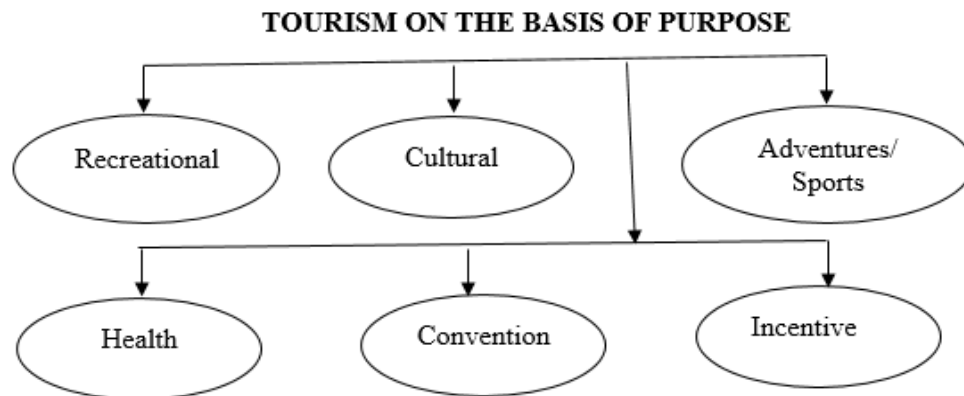 TOURISM ON THE BASIS OF PURPOSE
Recreational
Cultural
Adventures/
Sports
Health
Convention
Incentive